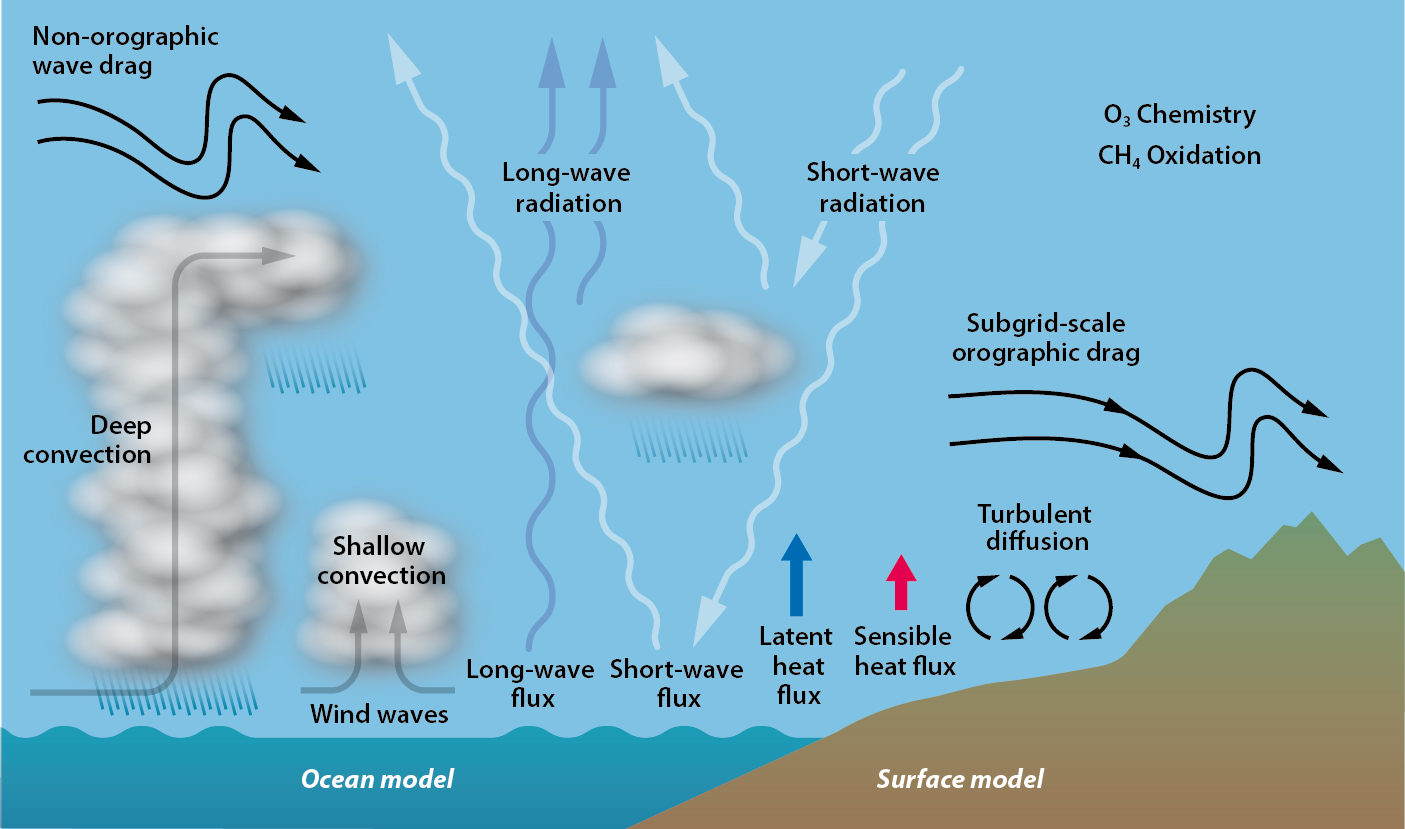 Non-orographic
wave drag
Long-wave
radiation
Short-wave
radiation
O₃ Chemistry
CH₄ Oxidation
Subgrid-scale
orographic drag
Deep
convection
Shallow
convection
Turbulent
diffusion
Wind waves
Long-wave
flux
Short-wave
flux
Latent
heat
flux
Sensible
heat flux
Ocean model
Surface model